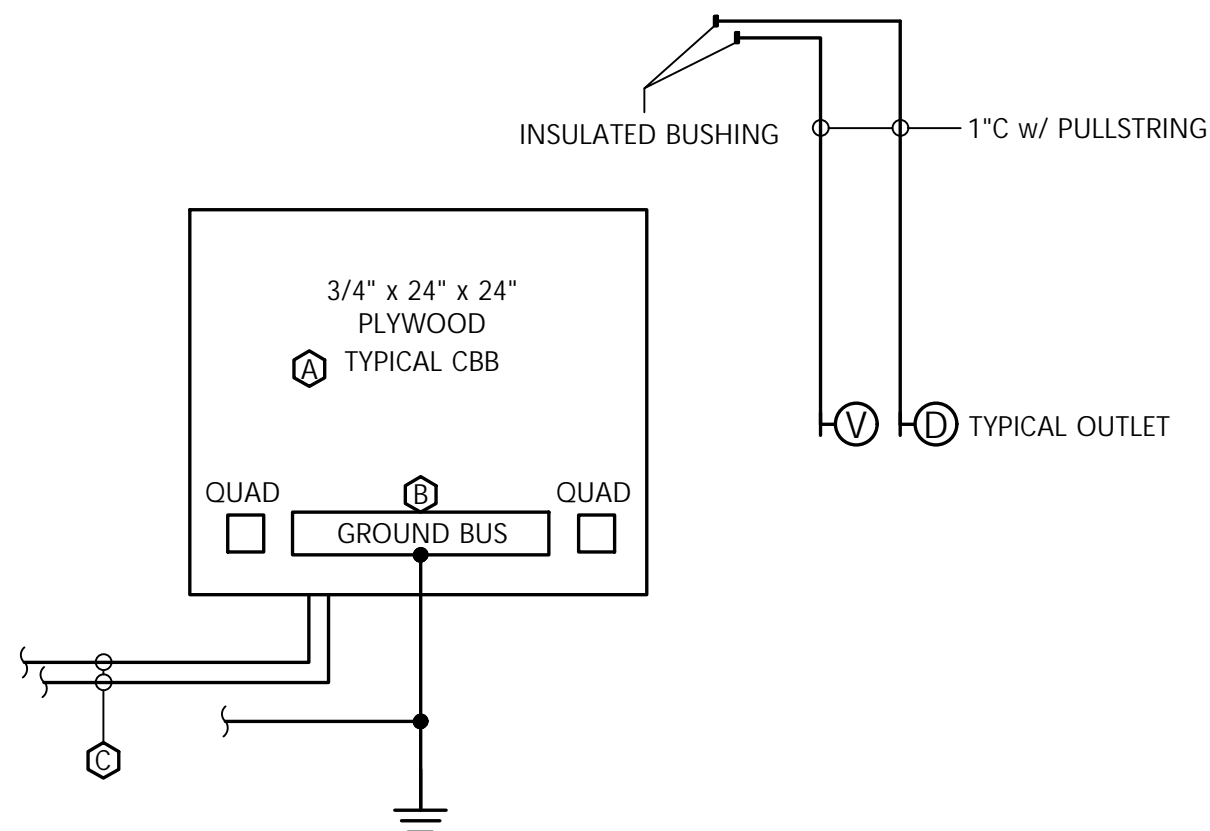 INSULATED BUSHING
1"C w/ PULLSTRING
3/4" x 24" x 24"
PLYWOOD
A TYPICAL CBB
V
D TYPICAL OUTLET
QUAD
B
QUAD
GROUND BUS
C